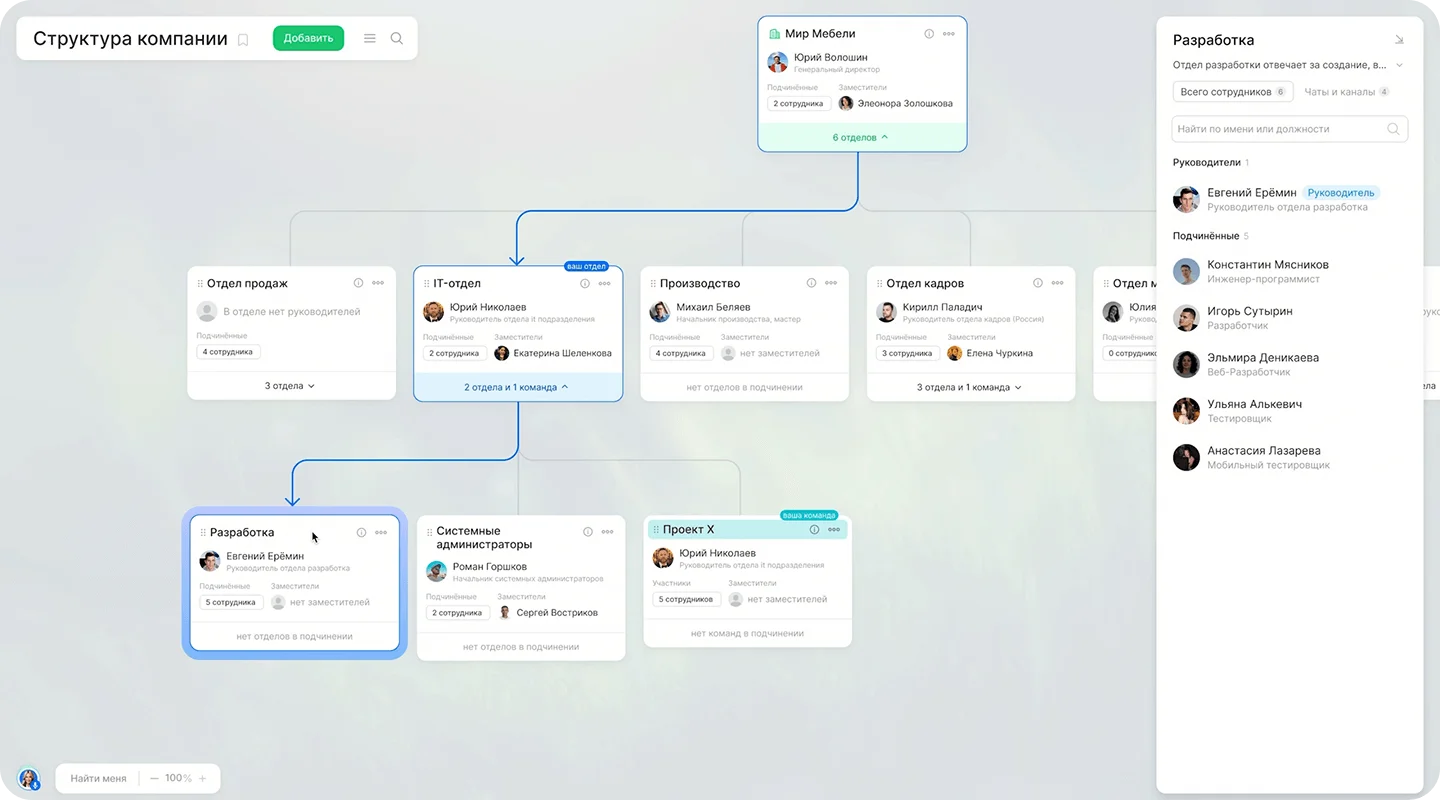 Структура компании
Добавить
Мир Мебели
Юрий Волошин
Генеральный директор
Подчинённые
Заместители
2 сотрудника
Элеонора Золошкова
6 отделов
Отдел продаж
В отделе нет руководителей
Подчинённые
4 сотрудника
3 отдела
ваш отдел
IT-отдел
Юрий Николаев
Руководитель отдела it подразделения
Подчинённые
Заместители
2 сотрудника
Екатерина Шеленкова
2 отдела и 1 команда
Производство
Михаил Беляев
Начальник производства, мастер
Подчинённые
Заместители
4 сотрудника
нет заместителей
нет отделов в подчинении
Отдел кадров
Кирилл Паладич
Руководитель отдела кадров (Россия)
Подчинённые
Заместители
3 сотрудника
Елена Чуркина
3 отдела и 1 команда
Отдел м
Юлия
Подчинённые
0 сотрудник
Разработка
Евгений Ерёмин
Руководитель отдела разработка
Подчинённые
Заместители
5 сотрудника
нет заместителей
нет отделов в подчинении
Системные
администраторы
Роман Горшков
Начальник системных администраторов
Подчинённые
Заместители
2 сотрудника
Сергей Востриков
нет отделов в подчинении
ваша команда
Проект X
Юрий Николаев
Руководитель отдела it подразделения
Участники
Заместители
5 сотрудников
нет заместителей
нет команд в подчинении
Разработка
Отдел разработки отвечает за создание, в...
Всего сотрудников 6
Чаты и каналы 4
Найти по имени или должности
Руководители 1
Евгений Ерёмин Руководитель
Руководитель отдела разработка
Подчинённые 5
Константин Мясников
Инженер-программист
Игорь Сутырин
Разработчик
Эльмира Деникаева
Веб-Разработчик
Ульяна Алькевич
Тестировщик
Анастасия Лазарева
Мобильный тестировщик
Найти меня
— 100% +